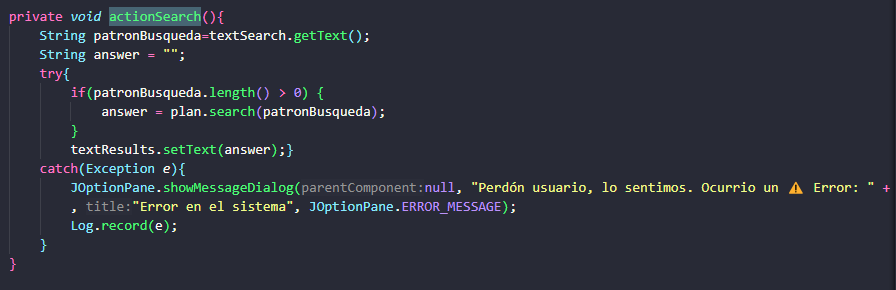 private void actionSearch(){
String patronBusqueda=textSearch.getText();
String answer = "";
try{
if(patronBusqueda.length() > 0) {
answer = plan.search(patronBusqueda);
}
textResults.setText(answer);}
catch(Exception e){
JOptionPane.showMessageDialog(parentComponent:null, "Perdón usuario, lo sentimos. Ocurrio un ⚠️ Error: " +
, title:"Error en el sistema", JOptionPane.ERROR_MESSAGE);
Log.record(e);
}
}